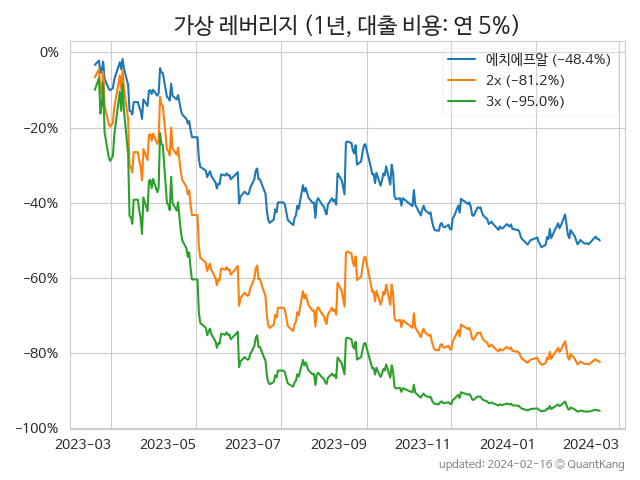 가상 레버리지 (1년, 대출 비용: 연 5%)
에치에프알 (−48.4%)
2x (−81.2%)
3x (−95.0%)
0%
−20%
−40%
−60%
−80%
−100%
2023-03 2023-05 2023-07 2023-09 2023-11 2024-01 2024-03
updated: 2024-02-16 © QuantKang